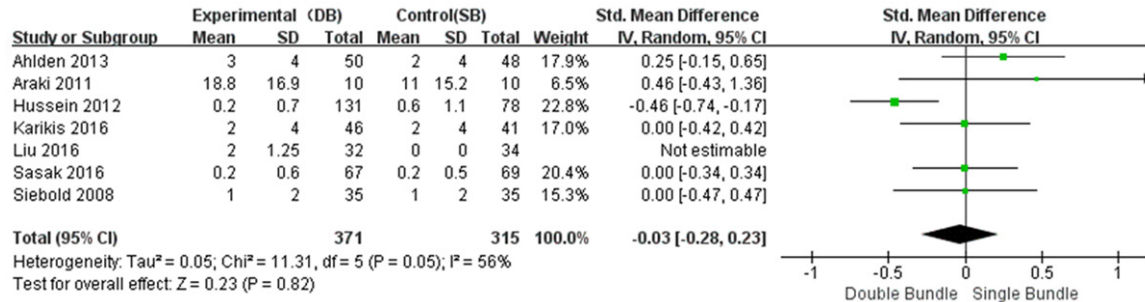 Experimental (DB) Control(SB) Std. Mean Difference Std. Mean Difference
Study or Subgroup Mean SD Total Mean SD Total Weight IV, Random, 95% CI IV, Random, 95% CI
Ahlden 2013 3 4 50 2 4 48 17.9% 0.25 [-0.15, 0.65]
Araki 2011 18.8 16.9 10 11 15.2 10 6.5% 0.46 [-0.43, 1.36]
Hussein 2012 0.2 0.7 131 0.6 1.1 78 22.8% -0.46 [-0.74, -0.17]
Karikis 2016 2 4 46 2 4 41 17.0% 0.00 [-0.42, 0.42]
Liu 2016 2 1.25 32 0 0 34 Not estimable
Sasak 2016 0.2 0.6 67 0.2 0.5 69 20.4% 0.00 [-0.34, 0.34]
Siebold 2008 1 2 35 1 2 35 15.3% 0.00 [-0.47, 0.47]
Total (95% CI) 371 315 100.0% -0.03 [-0.28, 0.23]
Heterogeneity: Tau² = 0.05; Chi² = 11.31, df = 5 (P = 0.05); I² = 56%
Test for overall effect: Z = 0.23 (P = 0.82)
-1 -0.5 0 0.5 1
Double Bundle Single Bundle